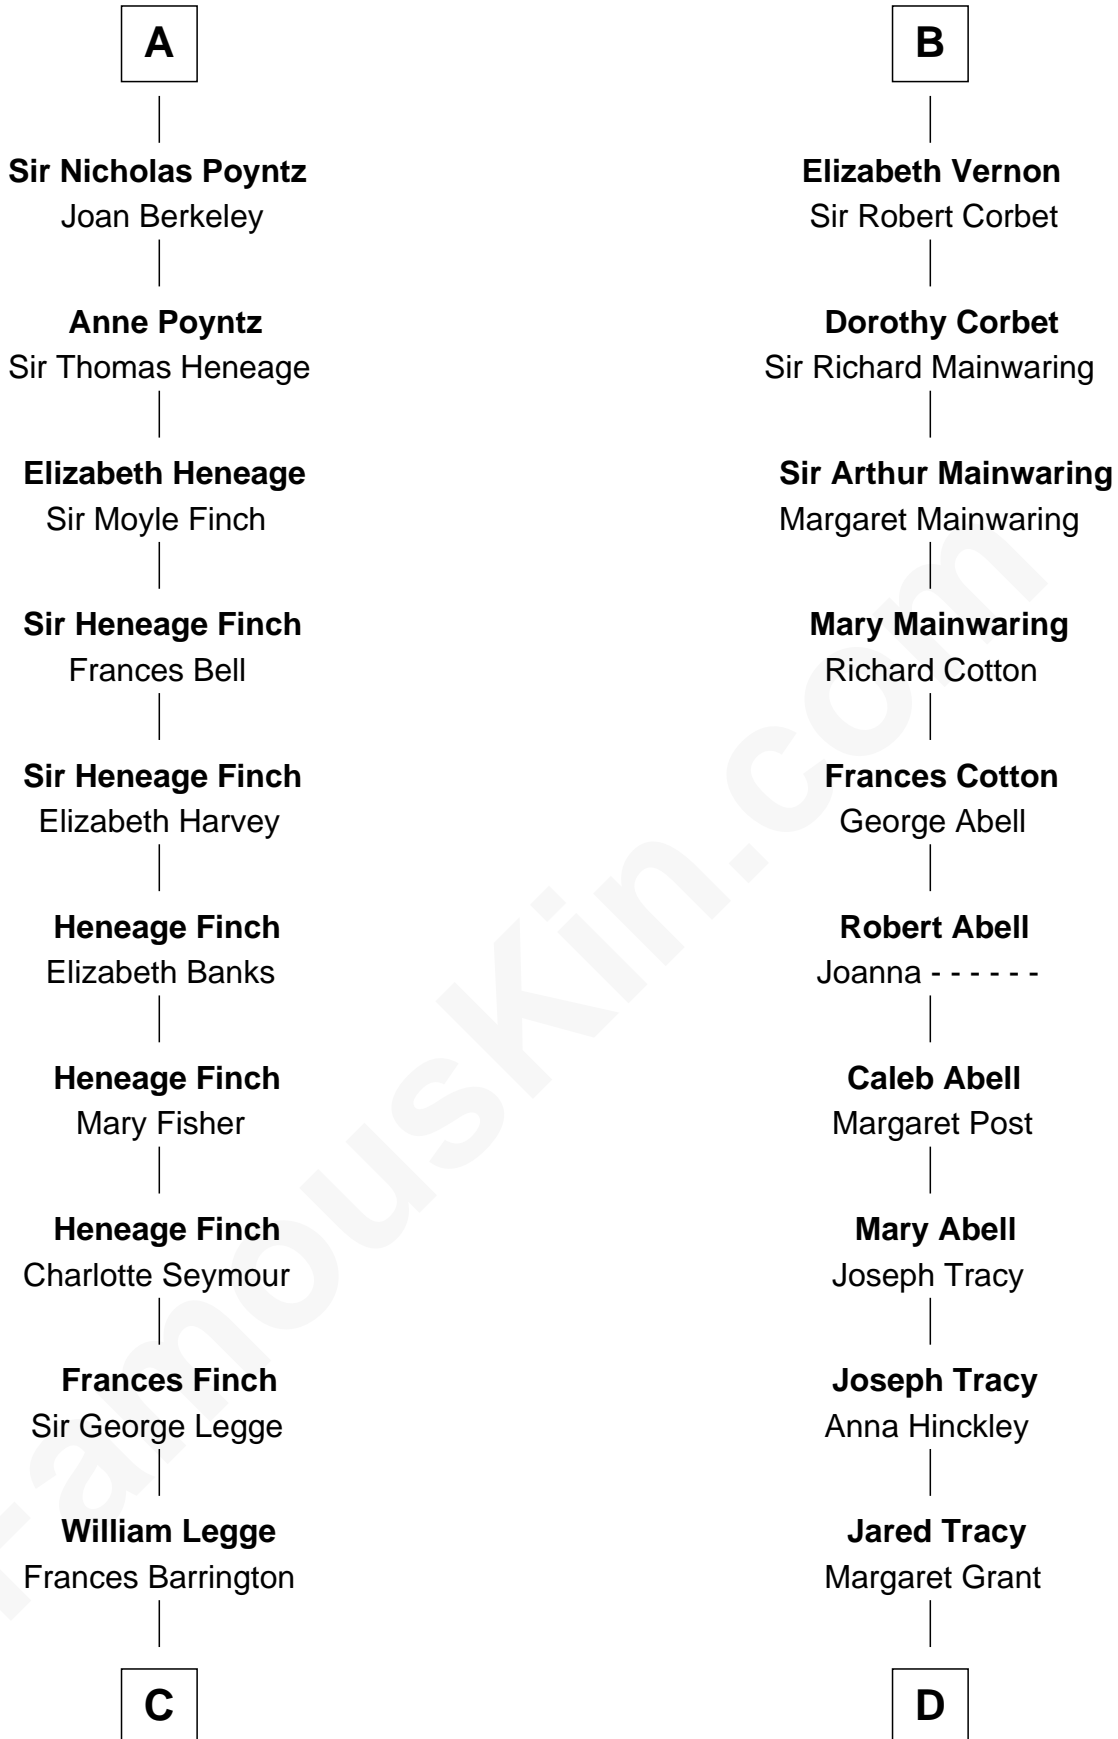 A
Sir Nicholas Poyntz
Joan Berkeley
Anne Poyntz
Sir Thomas Heneage
Elizabeth Heneage
Sir Moyle Finch
Sir Heneage Finch
Frances Bell
Sir Heneage Finch
Elizabeth Harvey
Heneage Finch
Elizabeth Banks
Heneage Finch
Mary Fisher
Heneage Finch
Charlotte Seymour
Frances Finch
Sir George Legge
William Legge
Frances Barrington
C
B
Elizabeth Vernon
Sir Robert Corbet
Dorothy Corbet
Sir Richard Mainwaring
Sir Arthur Mainwaring
Margaret Mainwaring
Mary Mainwaring
Richard Cotton
Frances Cotton
George Abell
Robert Abell
Joanna - - - - - -
Caleb Abell
Margaret Post
Mary Abell
Joseph Tracy
Joseph Tracy
Anna Hinckley
Jared Tracy
Margaret Grant
D
FamousKin.com